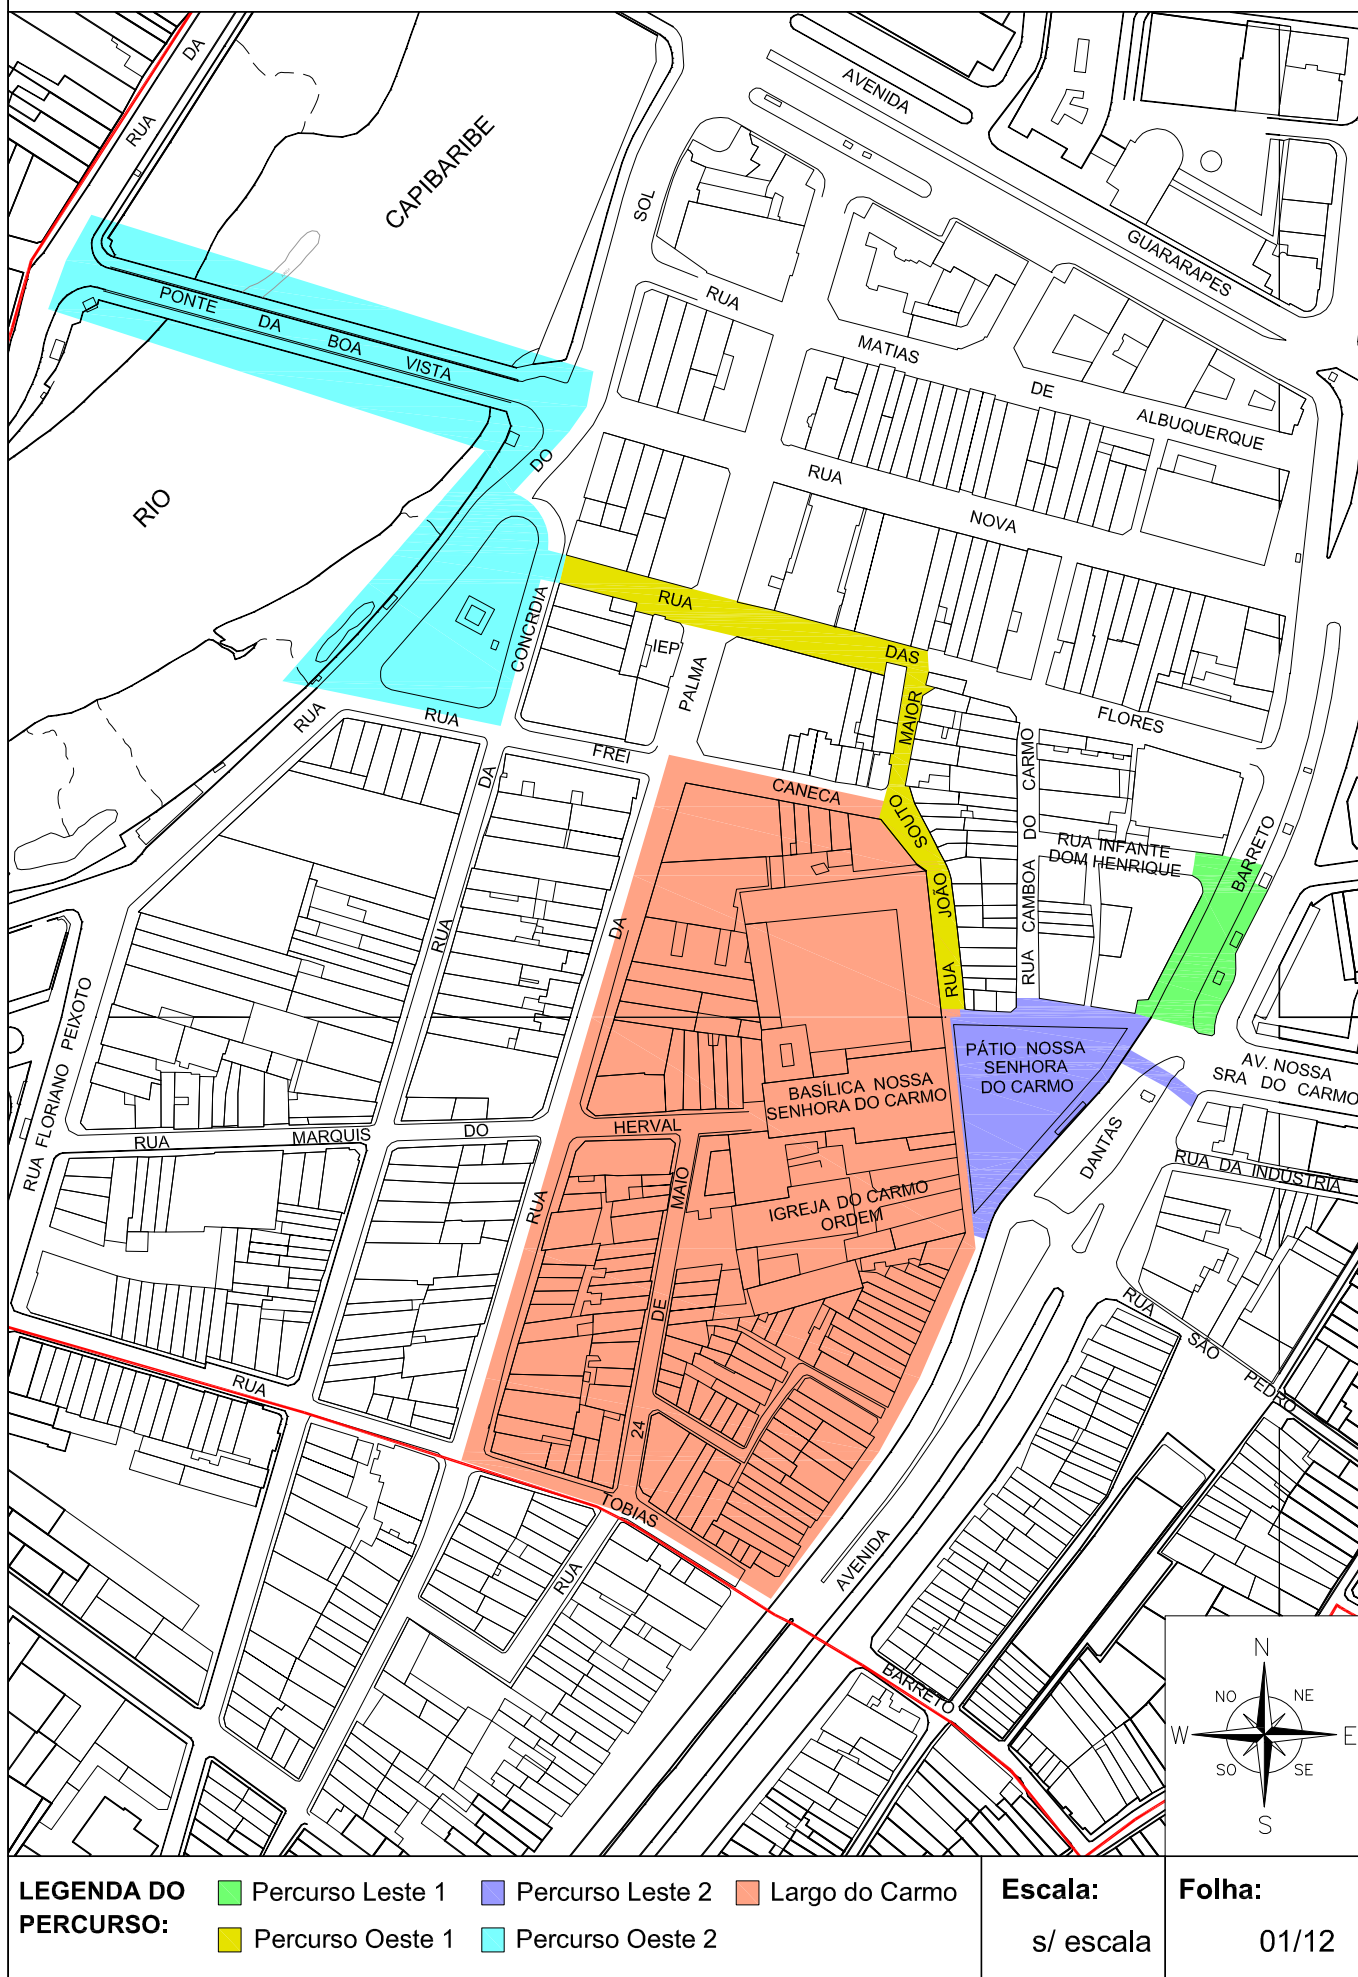 RUA DA
CAPIBARIBE
AVENIDA
GUARARAPES
SOL
RUA
MATIAS
DE
ALBUQUERQUE
PONTE DA BOA VISTA
DO
RIO
RUA
NOVA
RUA
DAS
FLORES
CONCRDIA
IEP
PALMA
MAIOR
RUA
RUA
FREI
CANECA
SOUTO
JOÃO
RUA
RUA CAMBOA DO CARMO
RUA INFANTE
DOM HENRIQUE
BARRETO
DA
RUA
DA
RUA FLORIANO PEIXOTO
PÁTIO NOSSA
SENHORA
DO CARMO
AV. NOSSA
SRA DO CARMO
BASÍLICA NOSSA
SENHORA DO CARMO
RUA
MARQUIS
DO
HERVAL
DANTAS
RUA DA INDÚSTRIA
RUA
MAIO
IGREJA DO CARMO
ORDEM
DE
24
RUA
SÃO
PEDRO
RUA
TOBIAS
RUA
AVENIDA
BARRETO
N
NO
NE
W
E
SO
SE
S
LEGENDA DO
PERCURSO:
Percurso Leste 1
Percurso Leste 2
Largo do Carmo
Percurso Oeste 1
Percurso Oeste 2
Escala:
s/ escala
Folha:
01/12